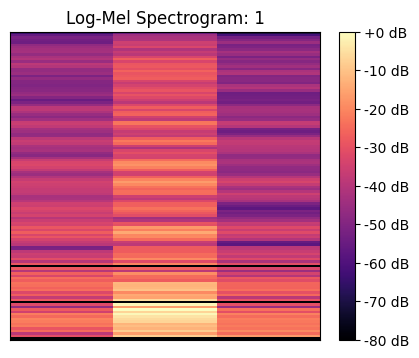 Log-Mel Spectrogram: 1
+0 dB
-10 dB
-20 dB
-30 dB
-40 dB
-50 dB
-60 dB
-70 dB
-80 dB